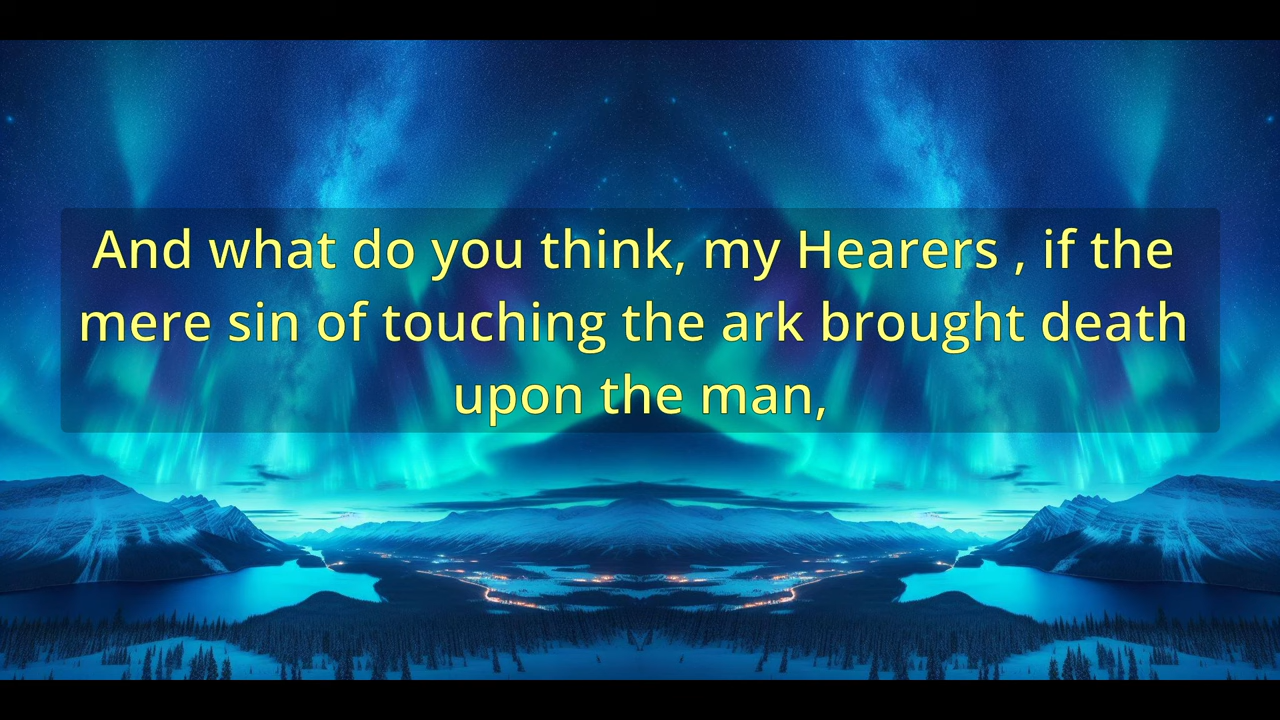 And what do you think, my Hearers , if the
mere sin of touching the ark brought death
upon the man,